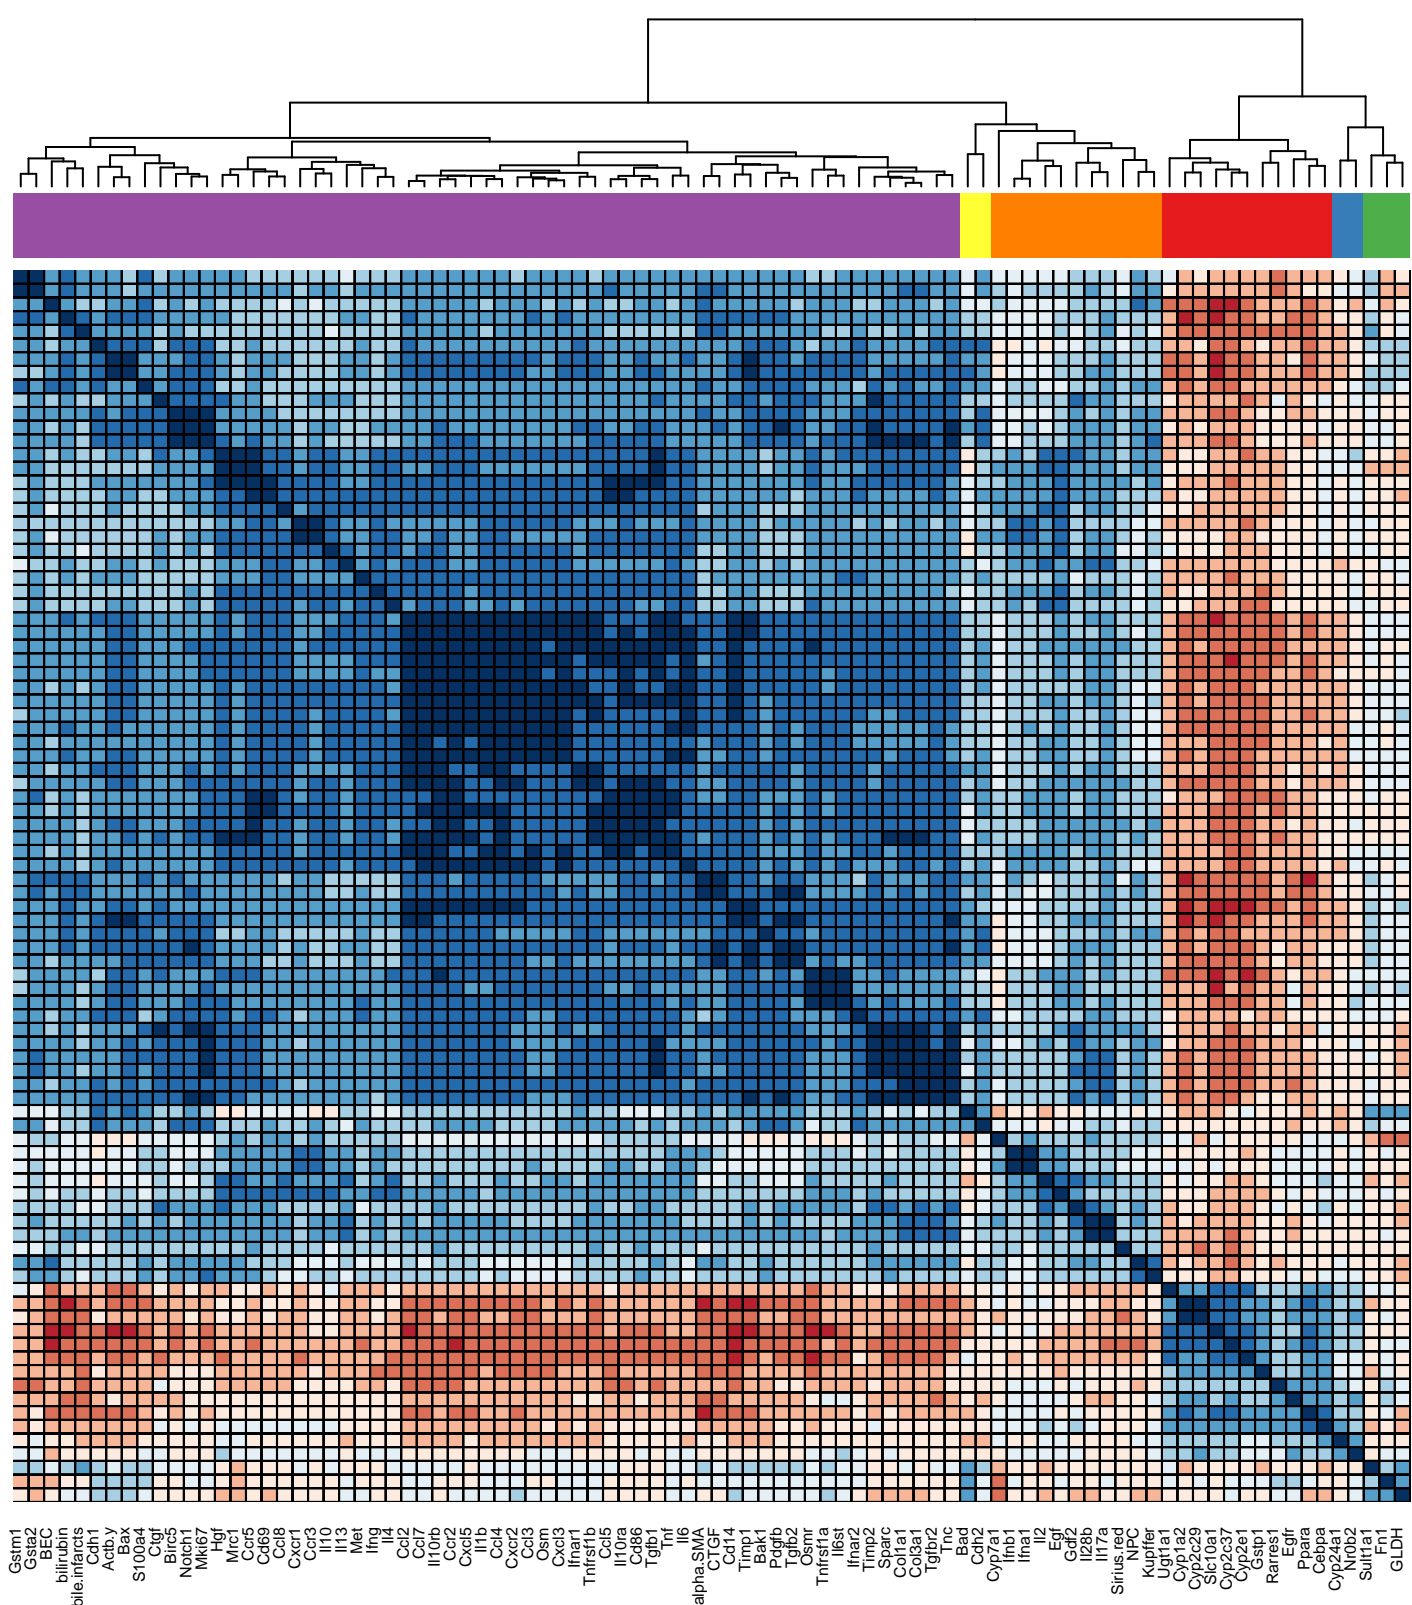 Gstm1
Gsta2
BEC
bilirubin
bile.infarcts
Cdh1
Actb.y
Bax
S100a4
Ctgf
Birc5
Notch1
Mki67
Hgf
Mrc1
Ccr5
Cd69
Ccl8
Cxcr1
Ccr3
Il10
Il13
Met
Ifng
Il4
Ccl2
Ccl7
Il10rb
Ccr2
Cxcl5
Il1b
Ccl4
Cxcr2
Ccl3
Osm
Cxcl3
Ifnar1
Tnfrsf1b
Ccl5
Il10ra
Cd86
Tgfb1
Tnf
Il6
alpha.SMA
CTGF
Cd14
Timp1
Bak1
Pdgfb
Tgfb2
Osmr
Tnfrsf1a
Il6st
Ifnar2
Timp2
Sparc
Col1a1
Col3a1
Tgfbr2
Tnc
Bad
Cdh2
Cyp7a1
Ifnb1
Ifna1
Il2
Egf
Gdf2
Il28b
Il17a
Sirius.red
NPC
Kupffer
Ugt1a1
Cyp1a2
Cyp2c29
Slc10a1
Cyp2c37
Cyp2e1
Gstp1
Rarres1
Egfr
Ppara
Cebpa
Cyp24a1
Nr0b2
Sult1a1
Fn1
GLDH